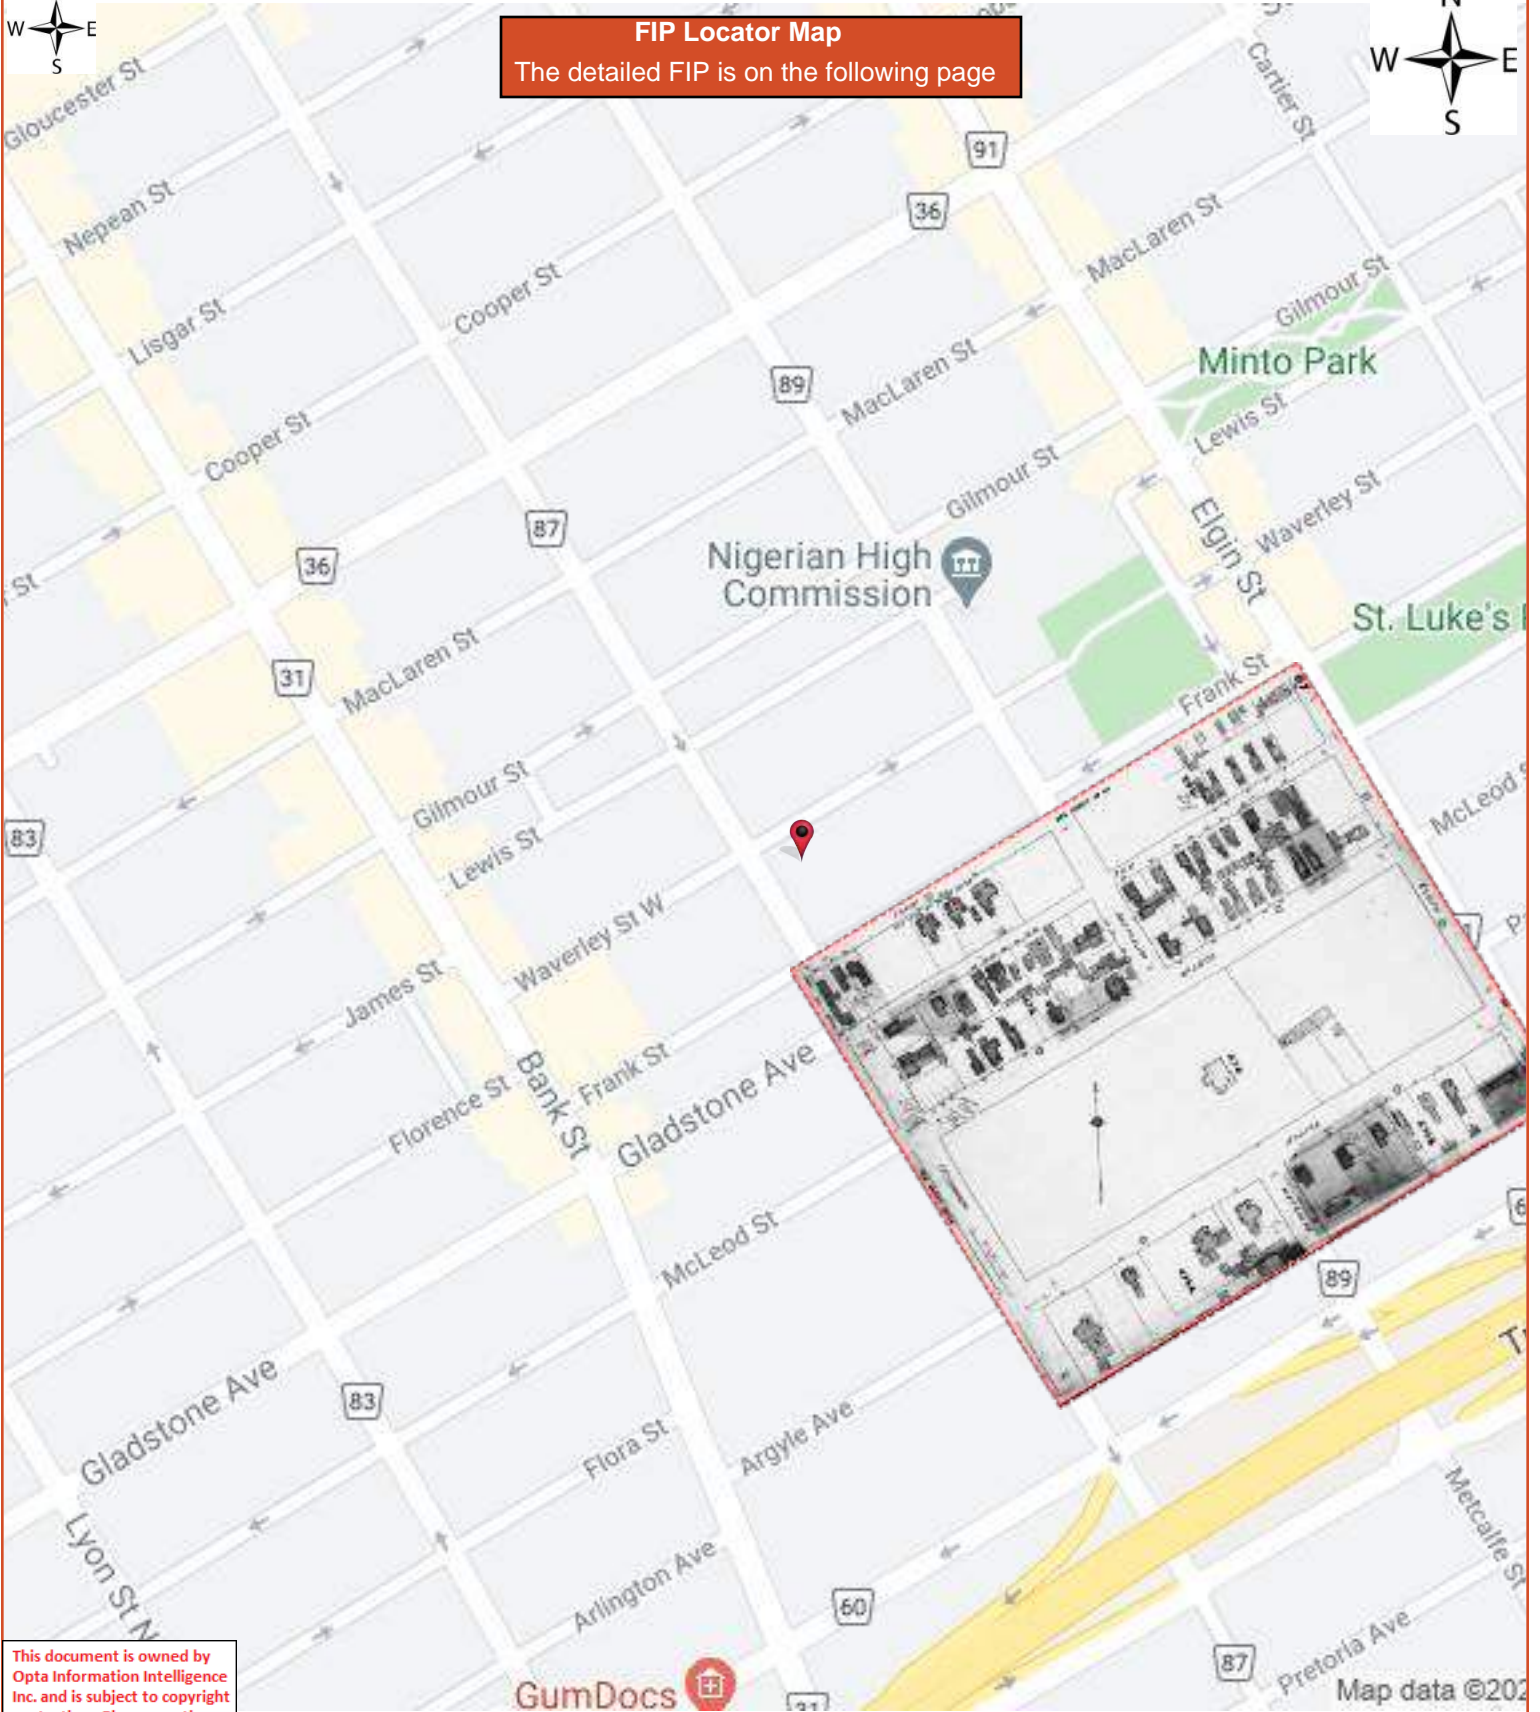 N
W E
S
W E
S
FIP Locator Map
The detailed FIP is on the following page
Gloucester St
Cartier St
91
Nepean St
36
MacLaren St
Cooper St
Gilmour St
Lisgar St
Minto Park
MacLaren St
89
Lewis St
Cooper St
Gilmour St
Waverley St
87
Elgin St
Nigerian High
Commission
36
St
St. Luke's
MacLaren St
31
Frank St
Gilmour St
McLeod
83
Lewis St
Waverley St W
James St
Bank St
Frank St
Gladstone Ave
Florence St
McLeod St
89
Gladstone Ave
83
Flora St
Argyle Ave
Metcalfe St
Lyon St N
Arlington Ave
60
87
Pretoria Ave
31
GumDocs
Map data ©202
This document is owned by
Opta Information Intelligence
Inc. and is subject to copyright